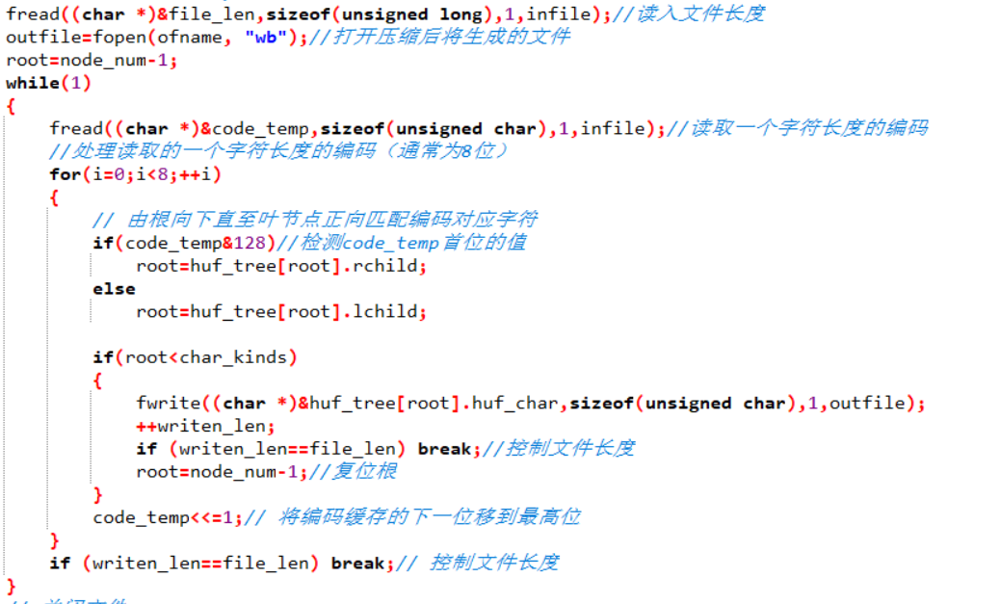 fread((char *)&file_len,sizeof(unsigned long),1,infile);//读入文件长度
outfile=fopen(ofname, "wb");//打开压缩后将生成的文件
root=node_num-1;
while(1)
{
    fread((char *)&code_temp,sizeof(unsigned char),1,infile);//读取一个字符长度的编码
    //处理读取的一个字符长度的编码（通常为8位）
    for(i=0;i<8;++i)
    {
        // 由根向下直至叶节点正向匹配编码对应字符
        if(code_temp&128)//检测code_temp首位的值
            root=huf_tree[root].rchild;
        else
            root=huf_tree[root].lchild;

        if(root<char_kinds)
        {
            fwrite((char *)&huf_tree[root].huf_char,sizeof(unsigned char),1,outfile);
            ++writen_len;
            if (writen_len==file_len) break;//控制文件长度
            root=node_num-1;//复位根
        }
        code_temp<<=1;// 将编码缓存的下一位移到最高位
    }
    if (writen_len==file_len) break;// 控制文件长度
}